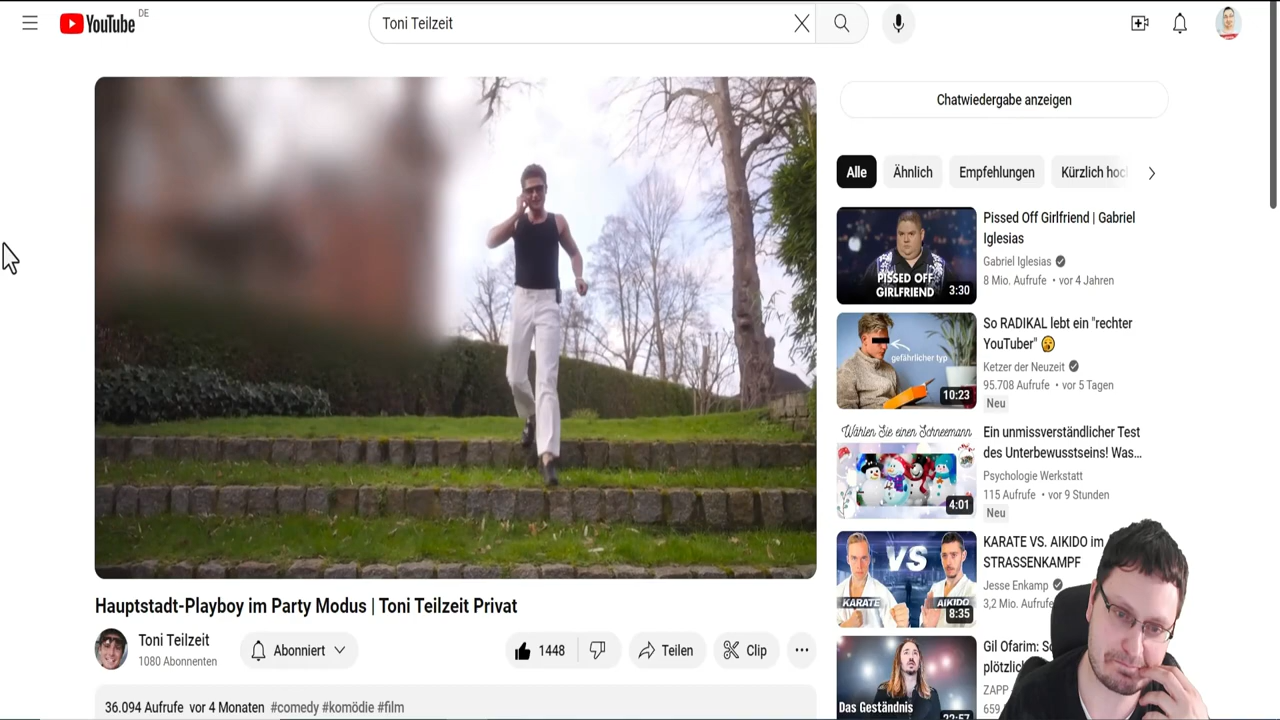 YouTube DE
Toni Teilzeit
Chatwiedergabe anzeigen
Alle Ähnlich Empfehlungen Kürzlich
PISSED OFF
GIRLFRIEND
3:30
Pissed Off Girlfriend | Gabriel
Iglesias
Gabriel Iglesias
8 Mio. Aufrufe • vor 4 Jahren
gefährlicher typ
10:23
So RADIKAL lebt ein "rechter
YouTuber"
Ketzer der Neuzeit
95.708 Aufrufe • vor 5 Tagen
Neu
Wählen Sie einen Schneemann
4:01
Ein unmissverständlicher Test
des Unterbewusstseins! Was...
Psychologie Werkstatt
115 Aufrufe • vor 9 Stunden
Neu
VS
KARATE
AIKIDO
8:35
KARATE VS. AIKIDO im
STRASSENKAMPF
Jesse Enkamp
3,2 Mio. Aufrufe
Das Geständnis
22:57
Gil Ofarim:
ZAPP
659
Hauptstadt-Playboy im Party Modus | Toni Teilzeit Privat
Toni Teilzeit
1080 Abonnenten
Abonniert
1448
Teilen
Clip
36.094 Aufrufe vor 4 Monaten #comedy #komödie #film